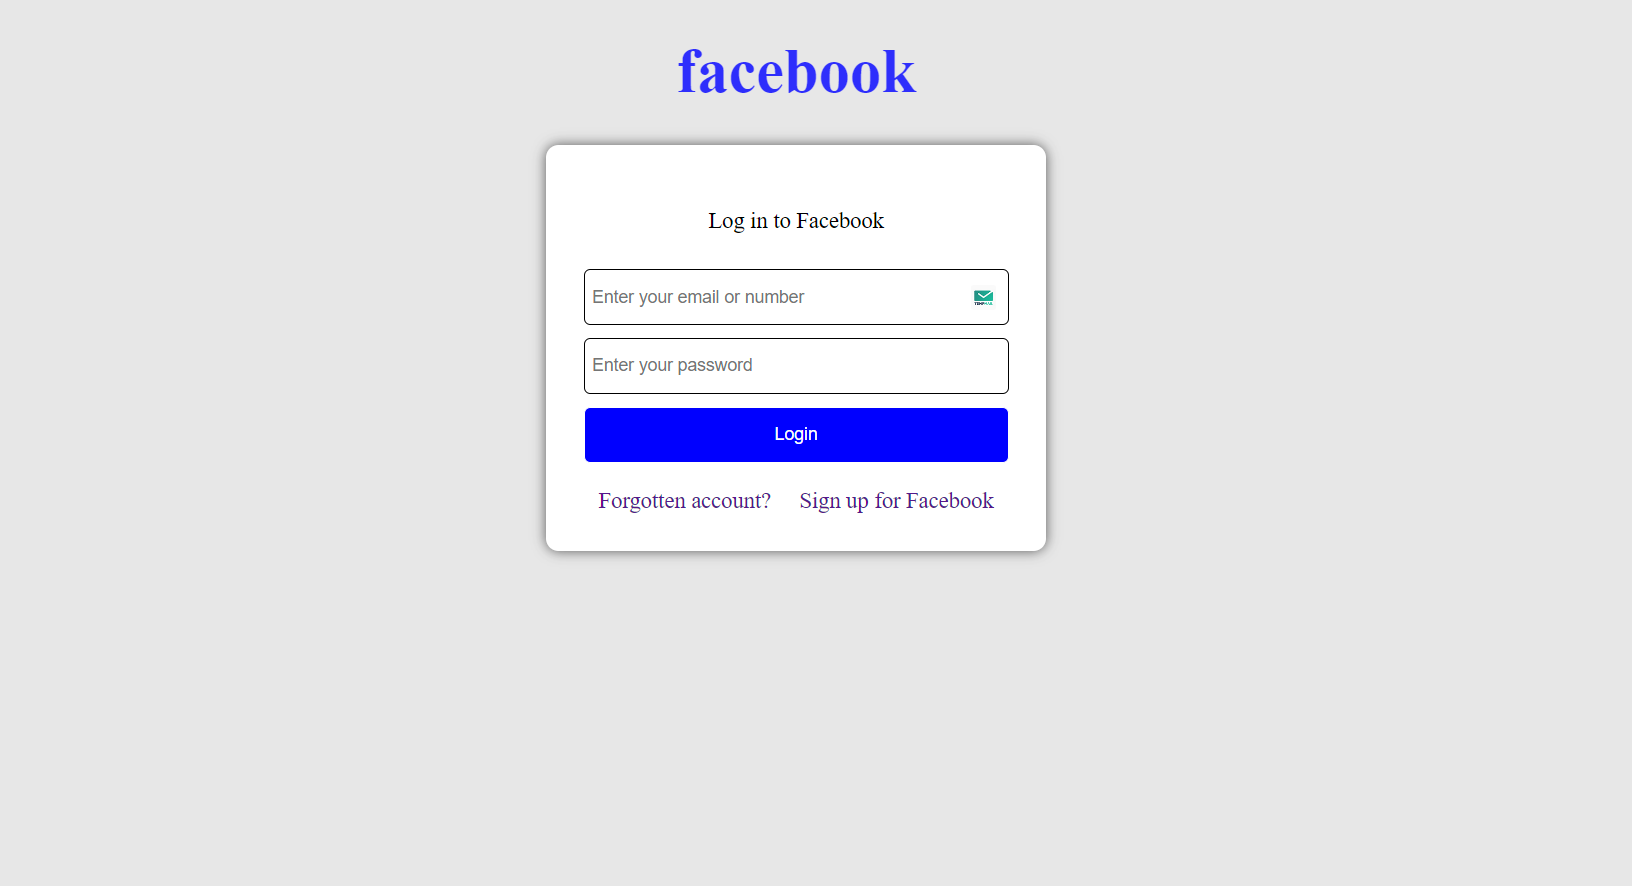 facebook
Log in to Facebook
Enter your email or number
Enter your password
Login
Forgotten account? Sign up for Facebook